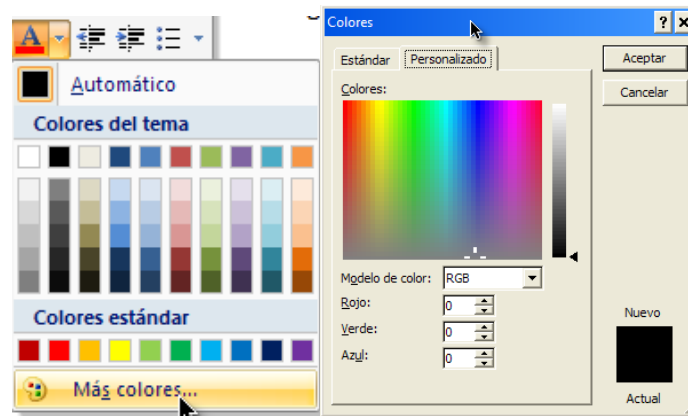 A
Automático
Colores del tema
Colores estándar
Más colores...
Colores
?
Estándar
Personalizado
Aceptar
Cancelar
Colores:
Modelo de color: RGB
Rojo: 0
Verde: 0
Azul: 0
Nuevo
Actual